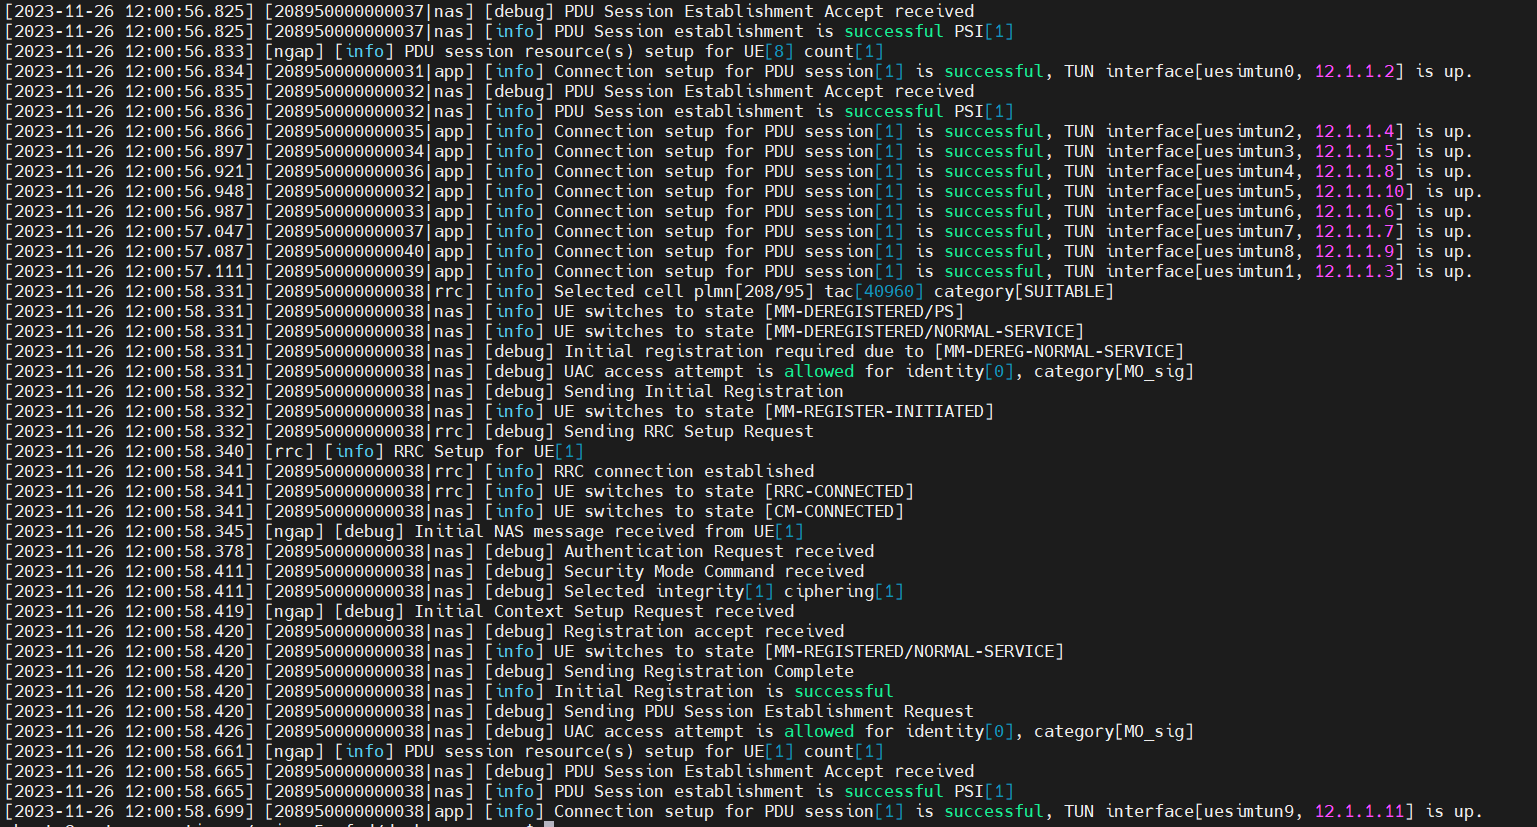 [2023-11-26 12:00:56.825] [208950000000037|nas] [debug] PDU Session Establishment Accept received
[2023-11-26 12:00:56.825] [208950000000037|nas] [info] PDU Session establishment is successful PSI[1]
[2023-11-26 12:00:56.833] [ngap] [info] PDU session resource(s) setup for UE[8] count[1]
[2023-11-26 12:00:56.834] [208950000000031|app] [info] Connection setup for PDU session[1] is successful, TUN interface[uesimtun0, 12.1.1.2] is up.
[2023-11-26 12:00:56.835] [208950000000032|nas] [debug] PDU Session Establishment Accept received
[2023-11-26 12:00:56.836] [208950000000032|nas] [info] PDU Session establishment is successful PSI[1]
[2023-11-26 12:00:56.866] [208950000000035|app] [info] Connection setup for PDU session[1] is successful, TUN interface[uesimtun2, 12.1.1.4] is up.
[2023-11-26 12:00:56.897] [208950000000034|app] [info] Connection setup for PDU session[1] is successful, TUN interface[uesimtun3, 12.1.1.5] is up.
[2023-11-26 12:00:56.921] [208950000000036|app] [info] Connection setup for PDU session[1] is successful, TUN interface[uesimtun4, 12.1.1.8] is up.
[2023-11-26 12:00:56.948] [208950000000032|app] [info] Connection setup for PDU session[1] is successful, TUN interface[uesimtun5, 12.1.1.10] is up.
[2023-11-26 12:00:56.987] [208950000000033|app] [info] Connection setup for PDU session[1] is successful, TUN interface[uesimtun6, 12.1.1.6] is up.
[2023-11-26 12:00:57.047] [208950000000037|app] [info] Connection setup for PDU session[1] is successful, TUN interface[uesimtun7, 12.1.1.7] is up.
[2023-11-26 12:00:57.087] [208950000000040|app] [info] Connection setup for PDU session[1] is successful, TUN interface[uesimtun8, 12.1.1.9] is up.
[2023-11-26 12:00:57.111] [208950000000039|app] [info] Connection setup for PDU session[1] is successful, TUN interface[uesimtun1, 12.1.1.3] is up.
[2023-11-26 12:00:58.331] [208950000000038|rrc] [info] Selected cell plmn[208/95] tac[40960] category[SUITABLE]
[2023-11-26 12:00:58.331] [208950000000038|nas] [info] UE switches to state [MM-DEREGISTERED/PS]
[2023-11-26 12:00:58.331] [208950000000038|nas] [info] UE switches to state [MM-DEREGISTERED/NORMAL-SERVICE]
[2023-11-26 12:00:58.331] [208950000000038|nas] [debug] Initial registration required due to [MM-DEREG-NORMAL-SERVICE]
[2023-11-26 12:00:58.331] [208950000000038|nas] [debug] UAC access attempt is allowed for identity[0], category[MO_sig]
[2023-11-26 12:00:58.332] [208950000000038|nas] [debug] Sending Initial Registration
[2023-11-26 12:00:58.332] [208950000000038|nas] [info] UE switches to state [MM-REGISTER-INITIATED]
[2023-11-26 12:00:58.332] [208950000000038|rrc] [debug] Sending RRC Setup Request
[2023-11-26 12:00:58.340] [rrc] [info] RRC Setup for UE[1]
[2023-11-26 12:00:58.341] [208950000000038|rrc] [info] RRC connection established
[2023-11-26 12:00:58.341] [208950000000038|rrc] [info] UE switches to state [RRC-CONNECTED]
[2023-11-26 12:00:58.341] [208950000000038|nas] [info] UE switches to state [CM-CONNECTED]
[2023-11-26 12:00:58.345] [ngap] [debug] Initial NAS message received from UE[1]
[2023-11-26 12:00:58.378] [208950000000038|nas] [debug] Authentication Request received
[2023-11-26 12:00:58.411] [208950000000038|nas] [debug] Security Mode Command received
[2023-11-26 12:00:58.411] [208950000000038|nas] [debug] Selected integrity[1] ciphering[1]
[2023-11-26 12:00:58.419] [ngap] [debug] Initial Context Setup Request received
[2023-11-26 12:00:58.420] [208950000000038|nas] [debug] Registration accept received
[2023-11-26 12:00:58.420] [208950000000038|nas] [info] UE switches to state [MM-REGISTERED/NORMAL-SERVICE]
[2023-11-26 12:00:58.420] [208950000000038|nas] [debug] Sending Registration Complete
[2023-11-26 12:00:58.420] [208950000000038|nas] [info] Initial Registration is successful
[2023-11-26 12:00:58.420] [208950000000038|nas] [debug] Sending PDU Session Establishment Request
[2023-11-26 12:00:58.426] [208950000000038|nas] [debug] UAC access attempt is allowed for identity[0], category[MO_sig]
[2023-11-26 12:00:58.661] [ngap] [info] PDU session resource(s) setup for UE[1] count[1]
[2023-11-26 12:00:58.665] [208950000000038|nas] [debug] PDU Session Establishment Accept received
[2023-11-26 12:00:58.665] [208950000000038|nas] [info] PDU Session establishment is successful PSI[1]
[2023-11-26 12:00:58.699] [208950000000038|app] [info] Connection setup for PDU session[1] is successful, TUN interface[uesimtun9, 12.1.1.11] is up.